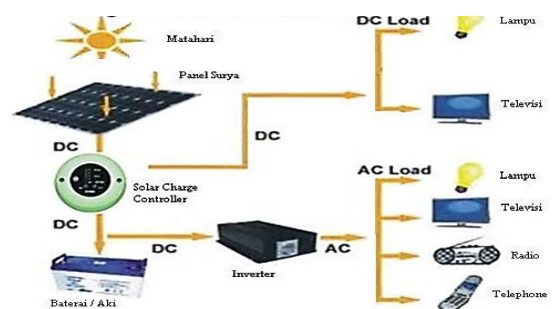 DC Load
Lampu
Matahari
Panel Surya
Televisi
DC
DC
AC Load
Lampu
Solar Charge
Controller
DC
Televisi
DC
AC
Radio
Inverter
Baterai / Aki
Telephone